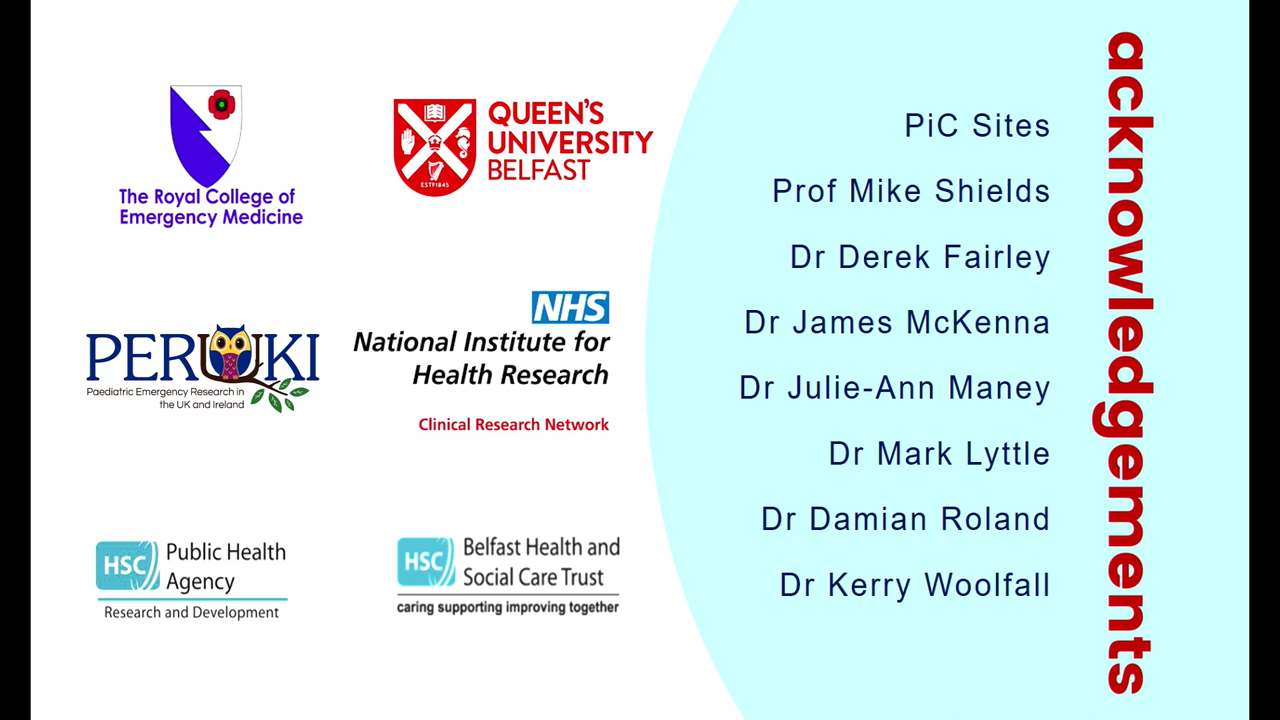 The Royal College of
Emergency Medicine
QUEEN'S
UNIVERSITY
BELFAST
ESTD1845
PERUKI
Paediatric Emergency Research in
the UK and Ireland
NHS
National Institute for
Health Research
Clinical Research Network
HSC Public Health
Agency
Research and Development
HSC Belfast Health and
Social Care Trust
caring supporting improving together
PiC Sites
Prof Mike Shields
Dr Derek Fairley
Dr James McKenna
Dr Julie-Ann Maney
Dr Mark Lyttle
Dr Damian Roland
Dr Kerry Woolfall
acknowledgements